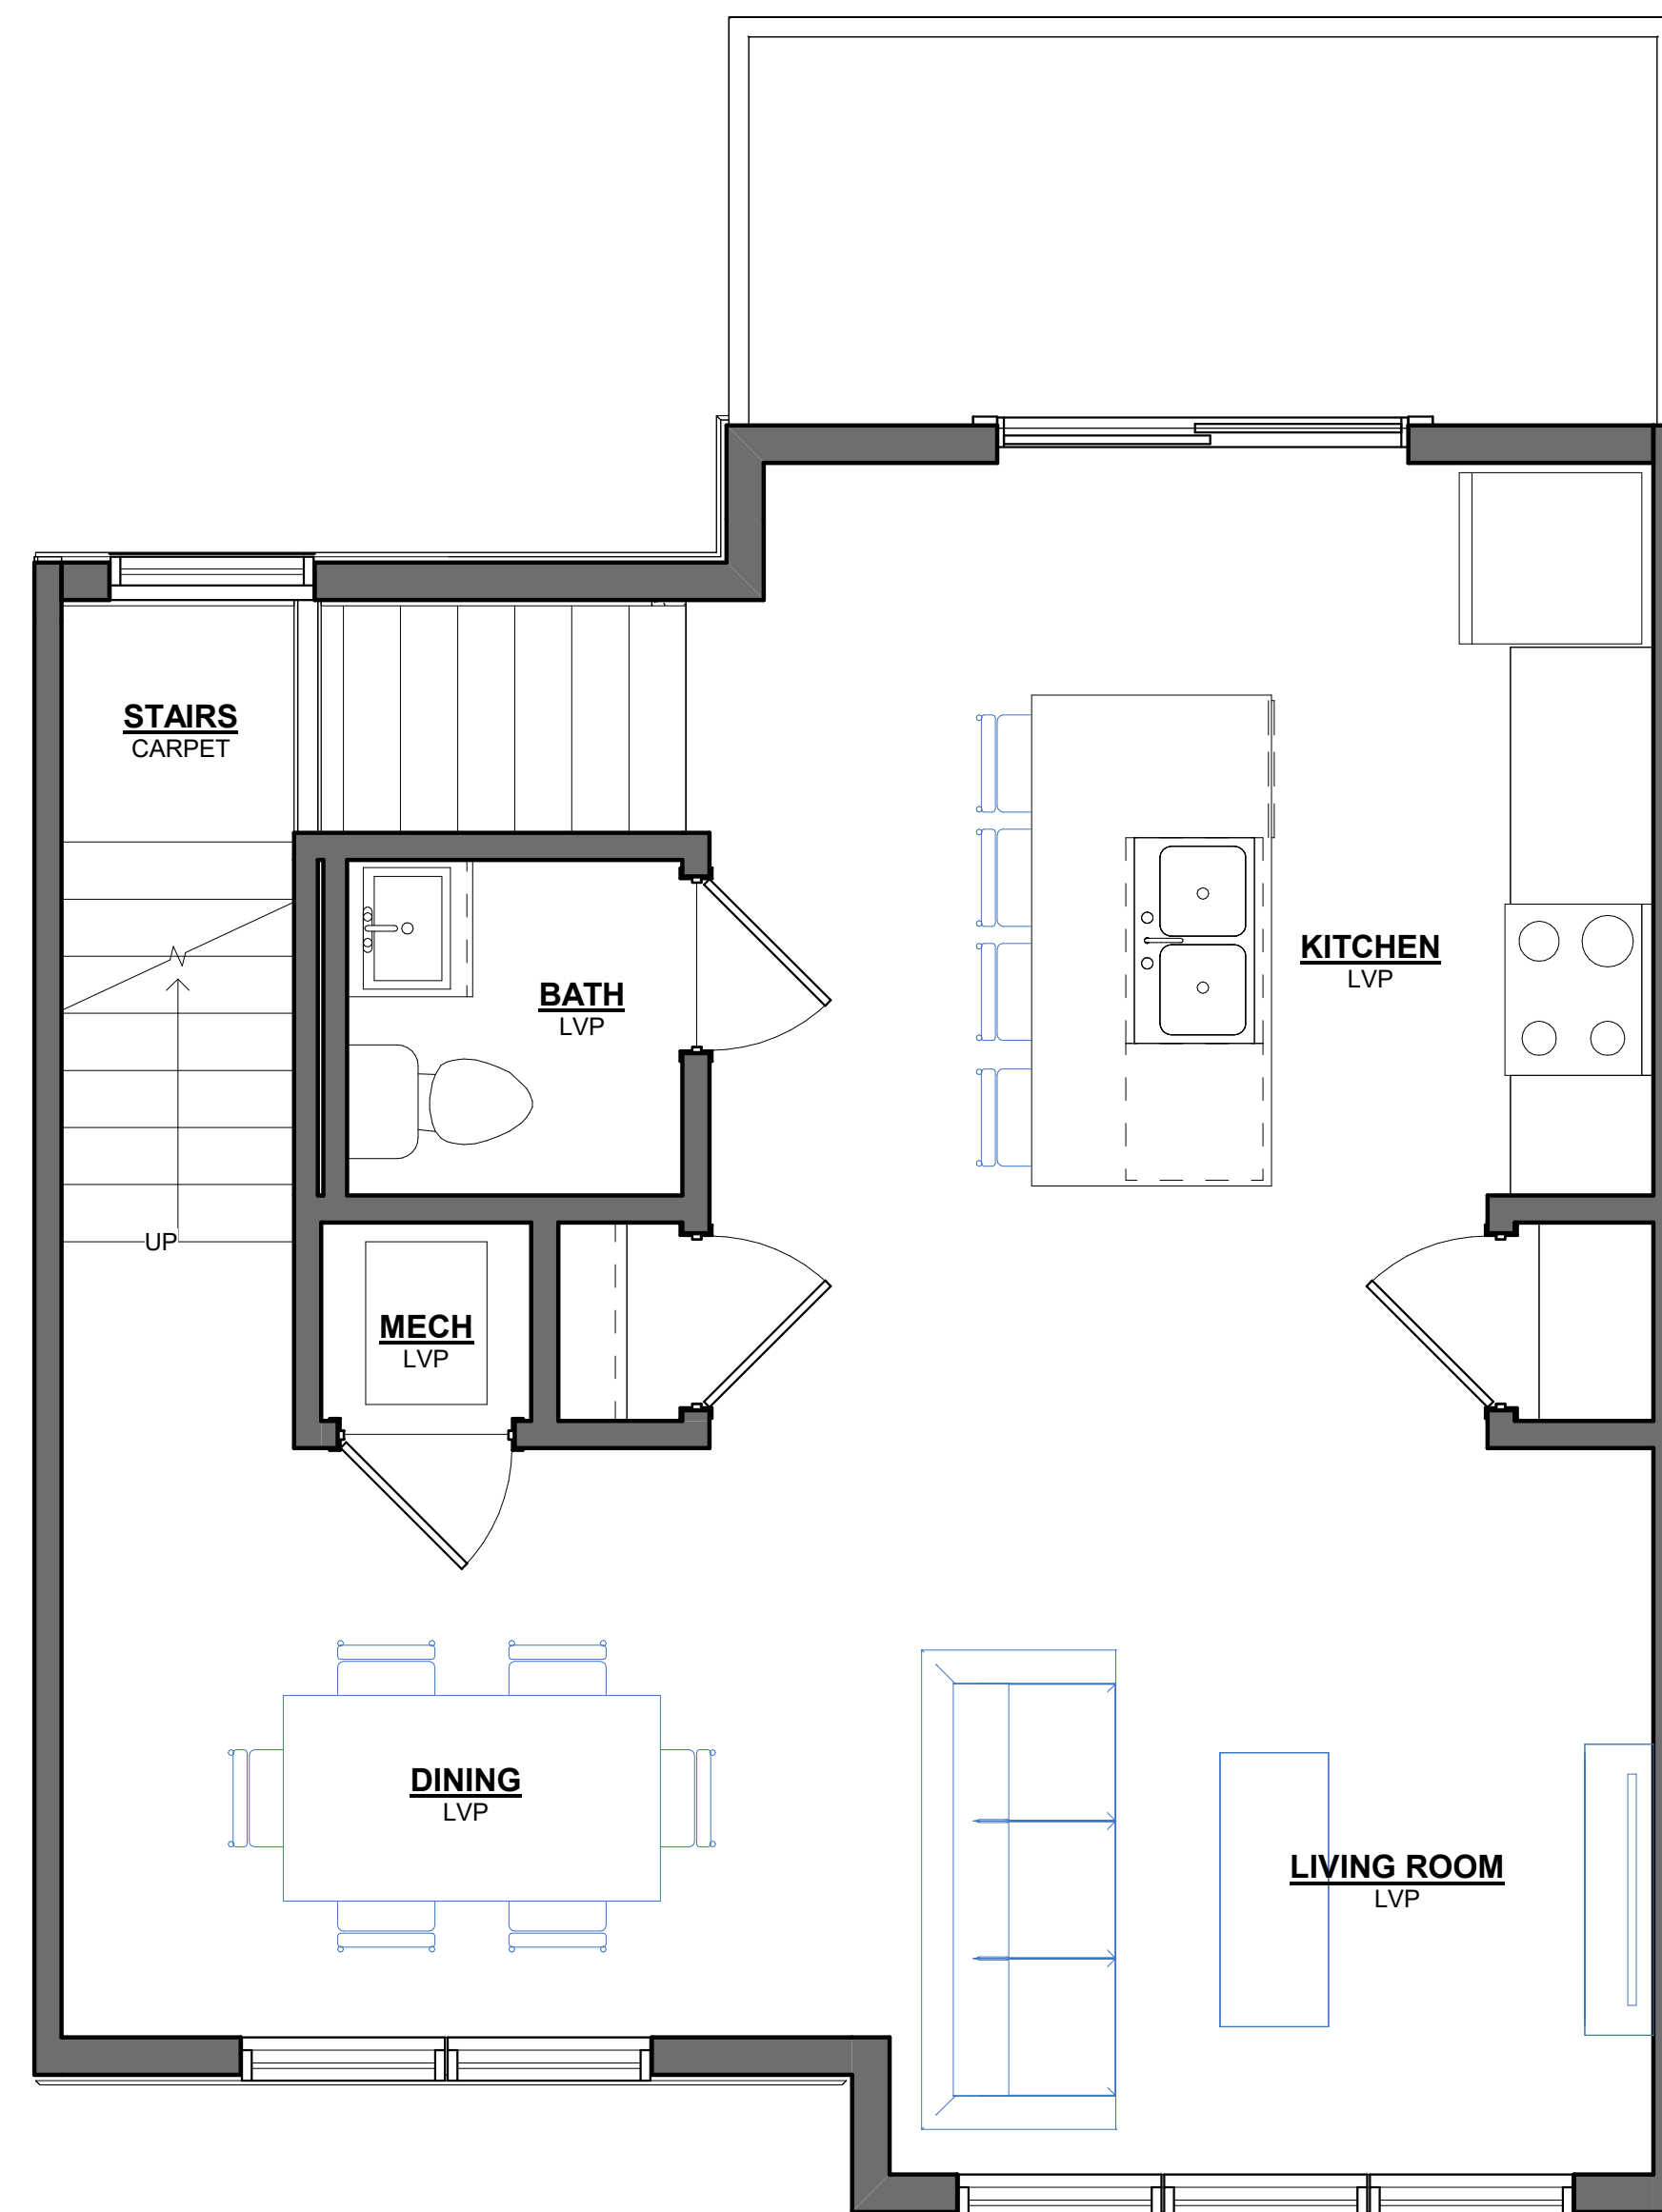 STAIRS
CARPET
KITCHEN
LVP
BATH
LVP
UP
MECH
LVP
DINING
LVP
LIVING ROOM
LVP